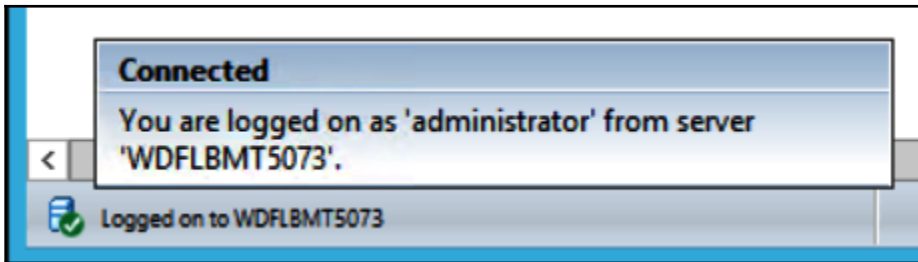 Connected
You are logged on as 'administrator' from server
'WDFLBMT5073'.
Logged on to WDFLBMT5073